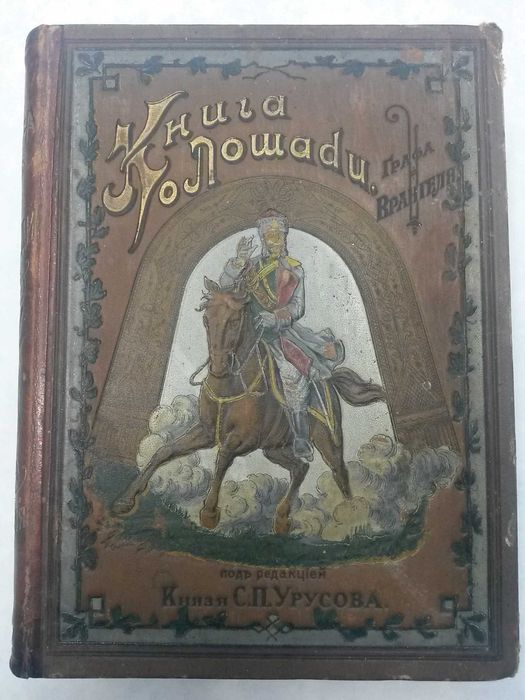 Книга
о Лошади.
Графа
Врангеля.
подъ редакціей
Князя С.П. Урусова.